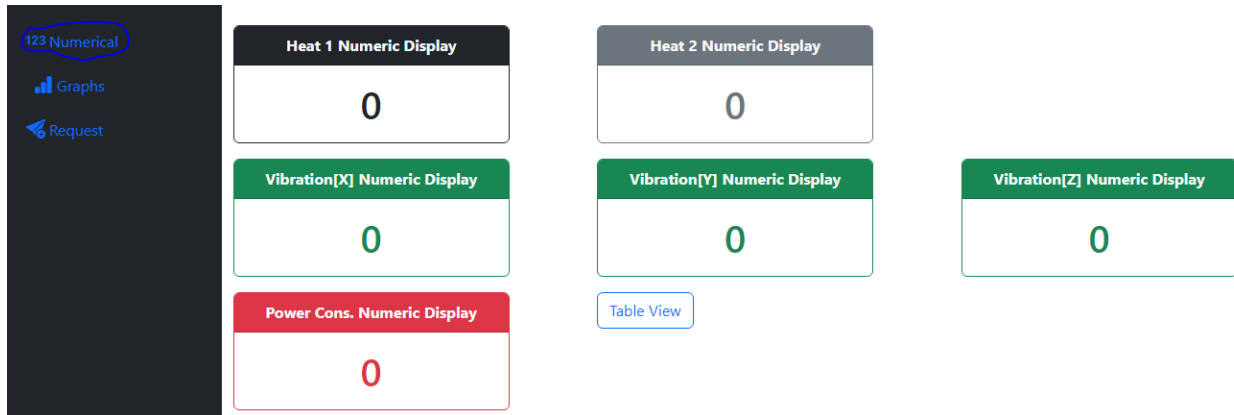 123 Numerical
Graphs
Request
Heat 1 Numeric Display
0
Heat 2 Numeric Display
0
Vibration[X] Numeric Display
0
Vibration[Y] Numeric Display
0
Vibration[Z] Numeric Display
0
Power Cons. Numeric Display
0
Table View